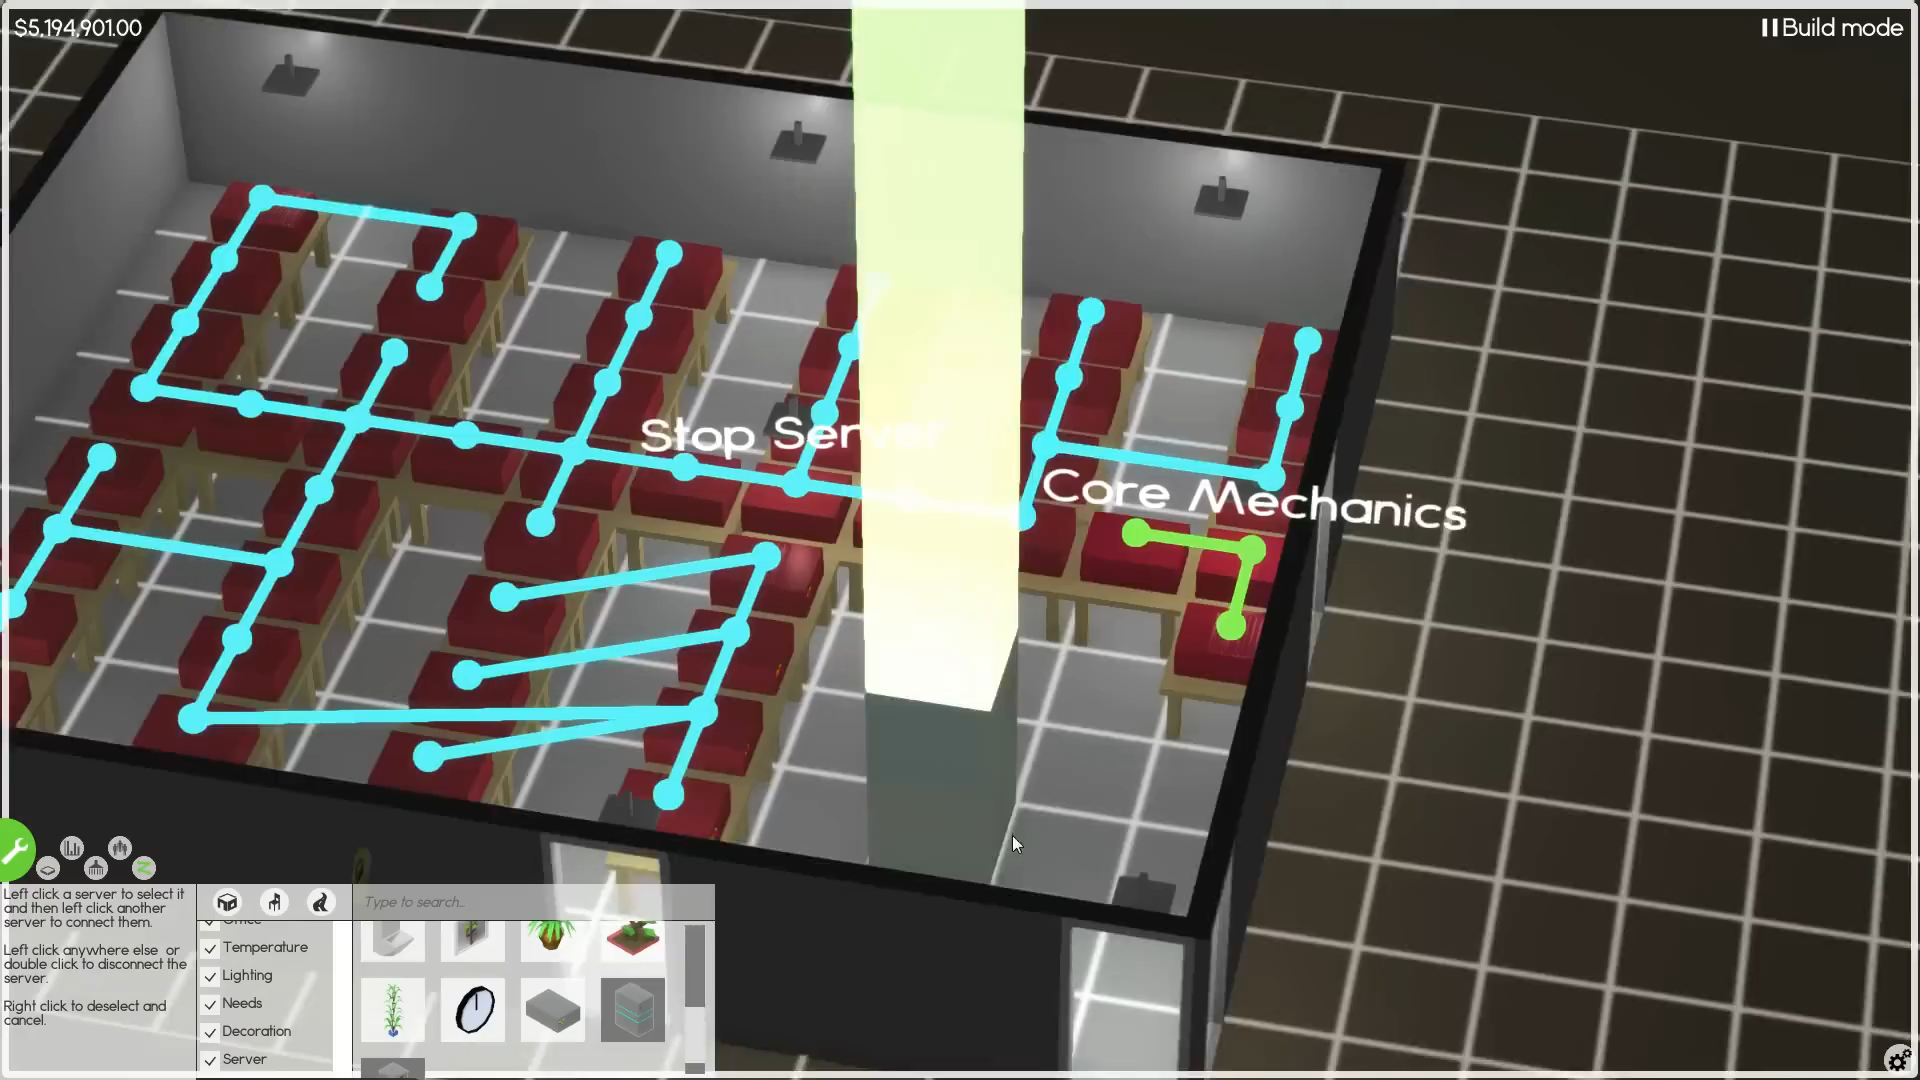 $5,194,901.00
Build mode
Stop Server
Core Mechanics
Left click a server to select it
and then left click another
server to connect them.
Left click anywhere else or
double click to disconnect the
server.
Right click to deselect and
cancel.
Type to search...
Office
Temperature
Lighting
Needs
Decoration
Server